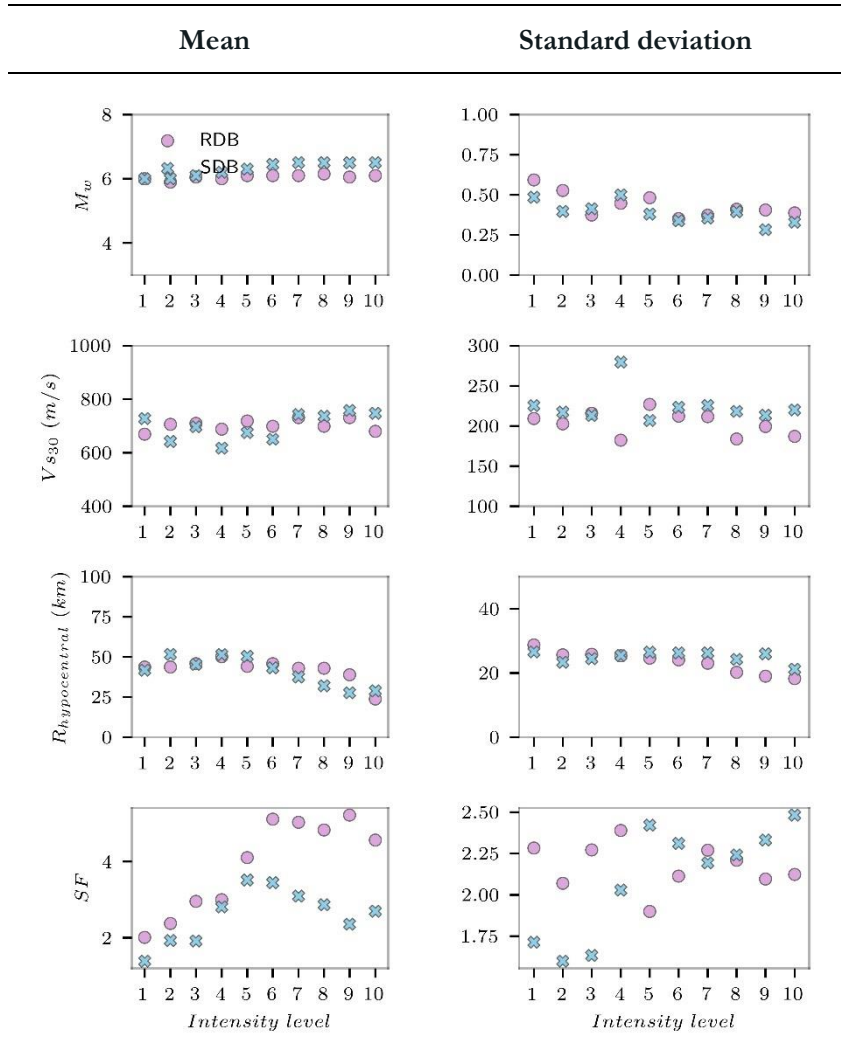 Mean Standard deviation
8
6
4
M_w
RDB
SDB
1 2 3 4 5 6 7 8 9 10
1.00
0.75
0.50
0.25
0.00
1 2 3 4 5 6 7 8 9 10
1000
800
600
400
Vs_30 (m/s)
1 2 3 4 5 6 7 8 9 10
300
250
200
150
100
1 2 3 4 5 6 7 8 9 10
100
75
50
25
0
R_hypocentral (km)
1 2 3 4 5 6 7 8 9 10
40
20
0
1 2 3 4 5 6 7 8 9 10
4
2
SF
1 2 3 4 5 6 7 8 9 10
Intensity level
2.50
2.25
2.00
1.75
1 2 3 4 5 6 7 8 9 10
Intensity level